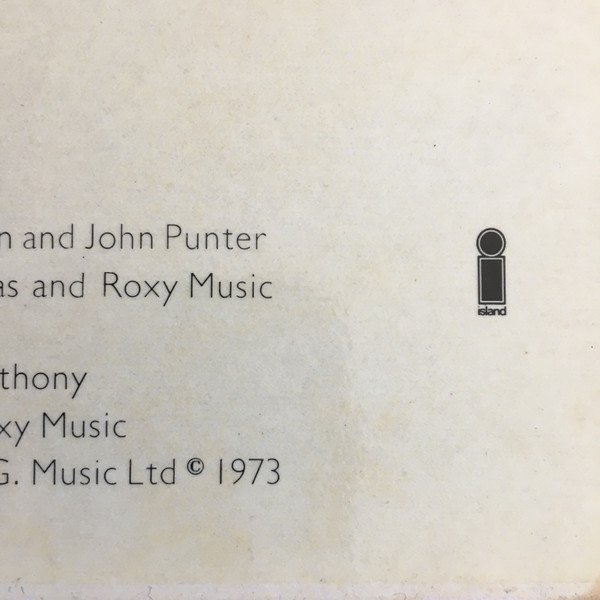 n and John Punter
as and Roxy Music
island
thony
xy Music
G. Music Ltd © 1973